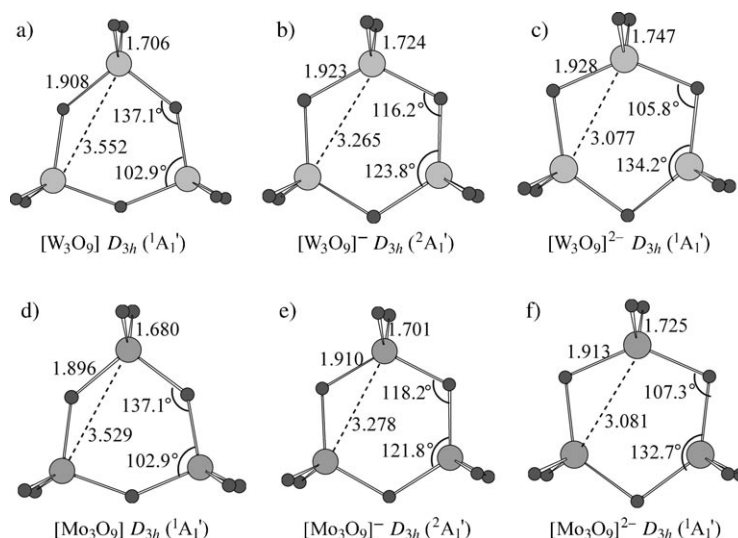 a)
1.706
1.908
137.1°
3.552
102.9°
[W₃O₉] D₃ₕ (¹A₁')
b)
1.724
1.923
116.2°
3.265
123.8°
[W₃O₉]⁻ D₃ₕ (²A₁')
c)
1.747
1.928
105.8°
3.077
134.2°
[W₃O₉]²⁻ D₃ₕ (¹A₁')
d)
1.680
1.896
137.1°
3.529
102.9°
[Mo₃O₉] D₃ₕ (¹A₁')
e)
1.701
1.910
118.2°
3.278
121.8°
[Mo₃O₉]⁻ D₃ₕ (²A₁')
f)
1.725
1.913
107.3°
3.081
132.7°
[Mo₃O₉]²⁻ D₃ₕ (¹A₁')